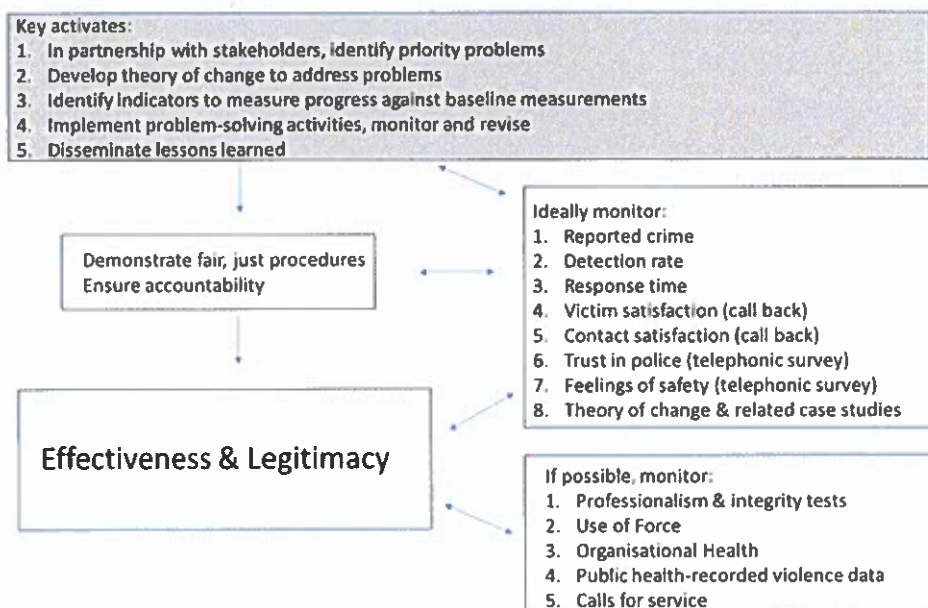 Key activates:
1. In partnership with stakeholders, identify priority problems
2. Develop theory of change to address problems
3. Identify indicators to measure progress against baseline measurements
4. Implement problem-solving activities, monitor and revise
5. Disseminate lessons learned
Demonstrate fair, just procedures
Ensure accountability
Ideally monitor:
1. Reported crime
2. Detection rate
3. Response time
4. Victim satisfaction (call back)
5. Contact satisfaction (call back)
6. Trust in police (telephonic survey)
7. Feelings of safety (telephonic survey)
8. Theory of change & related case studies
Effectiveness & Legitimacy
If possible, monitor:
1. Professionalism & integrity tests
2. Use of Force
3. Organisational Health
4. Public health-recorded violence data
5. Calls for service